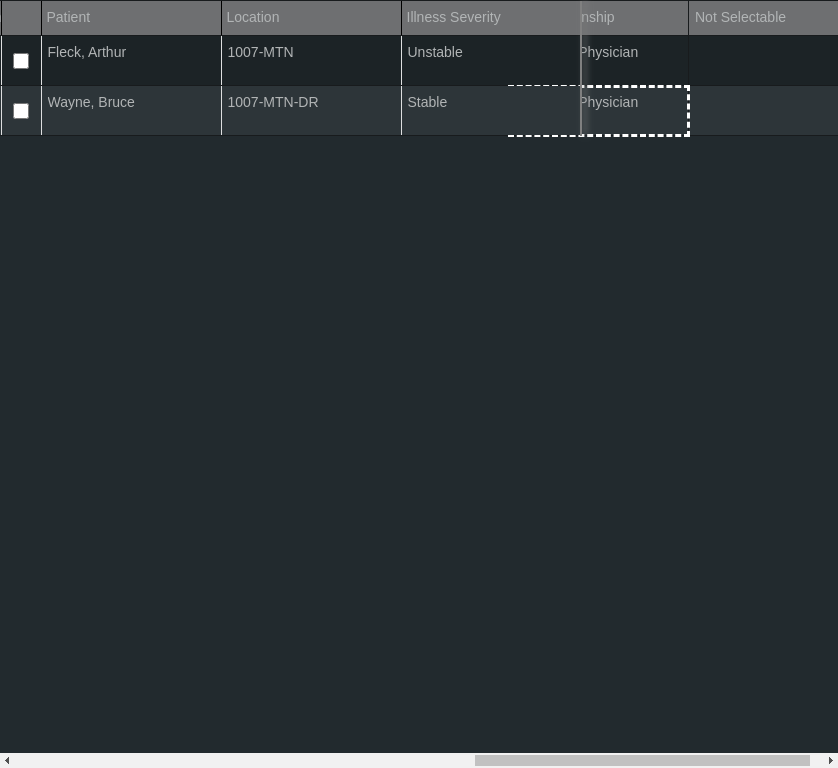 Patient Location Illness Severity nship Not Selectable
Fleck, Arthur 1007-MTN Unstable Physician
Wayne, Bruce 1007-MTN-DR Stable Physician